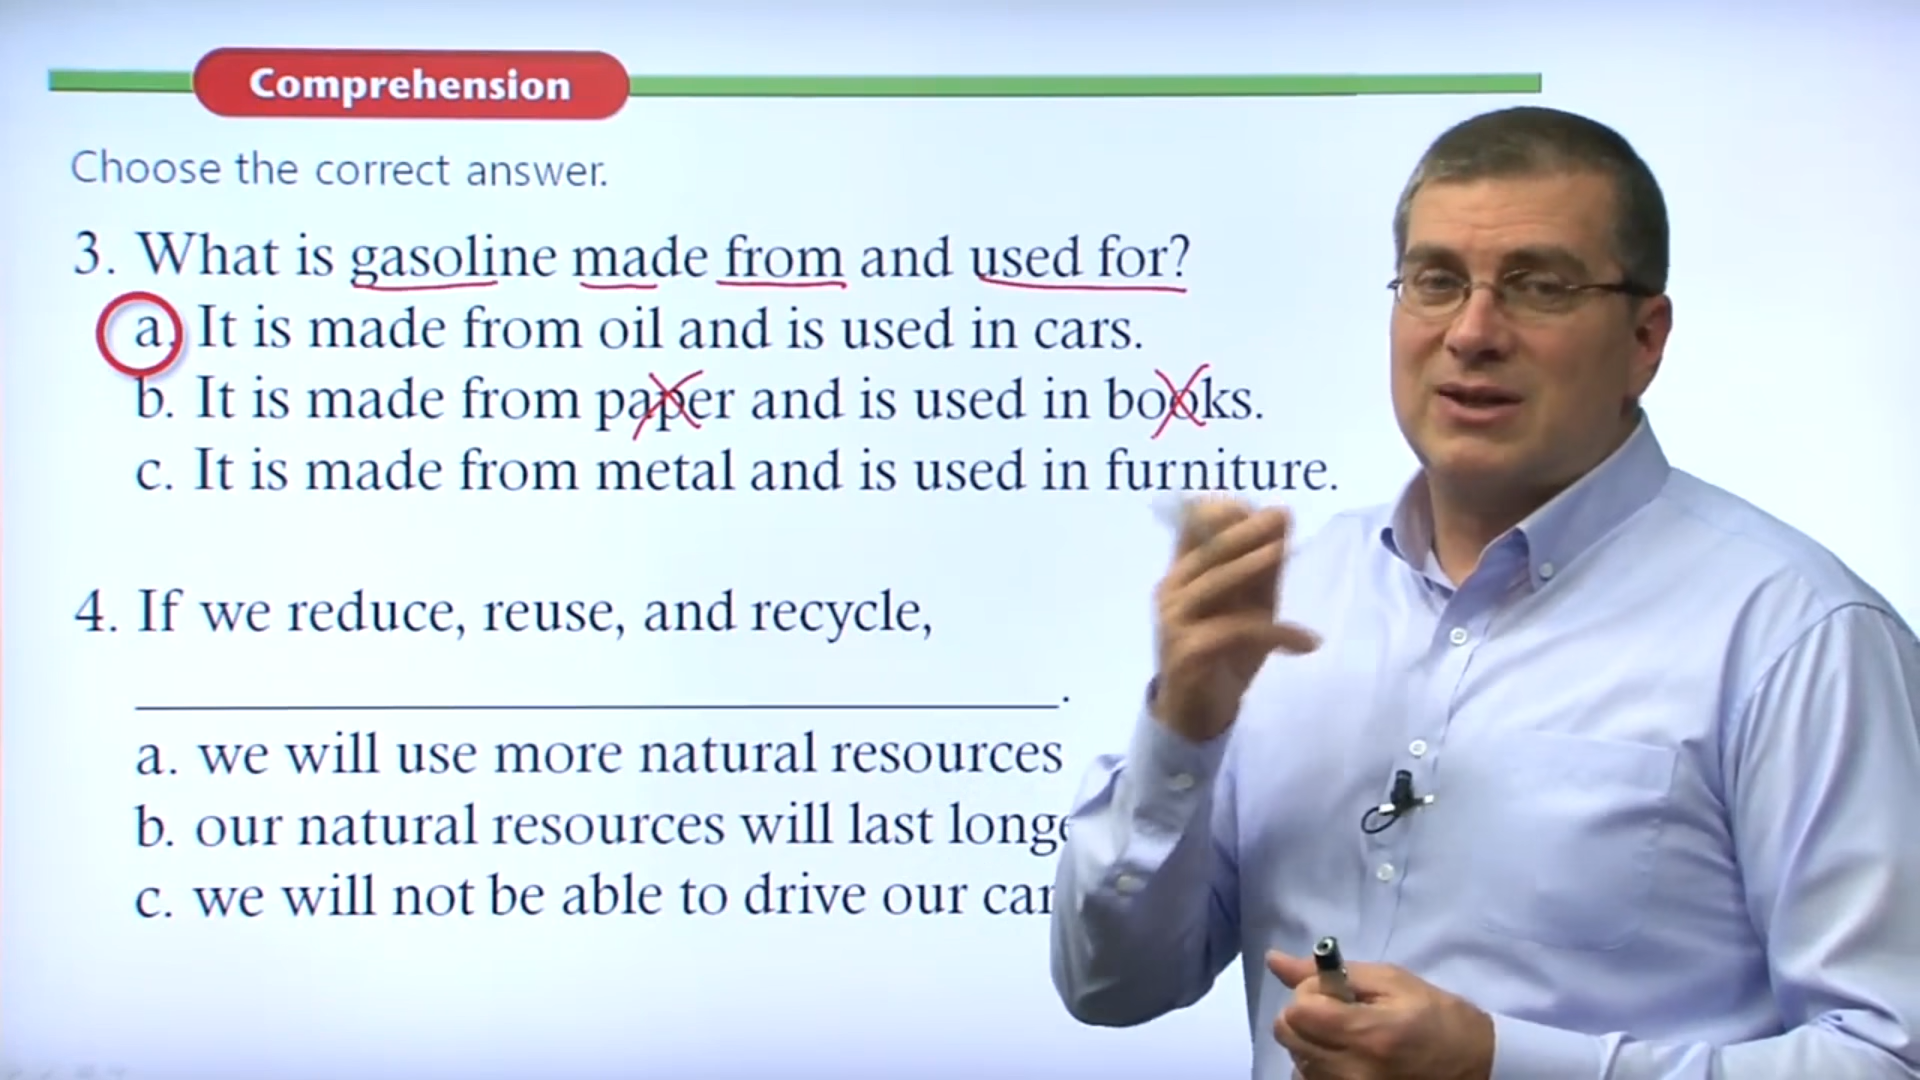 Comprehension
Choose the correct answer.
3. What is gasoline made from and used for?
a. It is made from oil and is used in cars.
b. It is made from paper and is used in books.
c. It is made from metal and is used in furniture.
4. If we reduce, reuse, and recycle,
.
a. we will use more natural resources
b. our natural resources will last
c. we will not be able to drive our